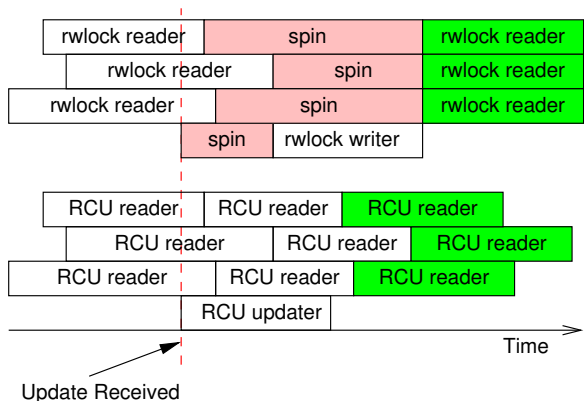 rwlock reader spin rwlock reader
rwlock reader spin rwlock reader
rwlock reader spin rwlock reader
spin rwlock writer
RCU reader RCU reader RCU reader
RCU reader RCU reader RCU reader
RCU reader RCU reader RCU reader
RCU updater
Time
Update Received